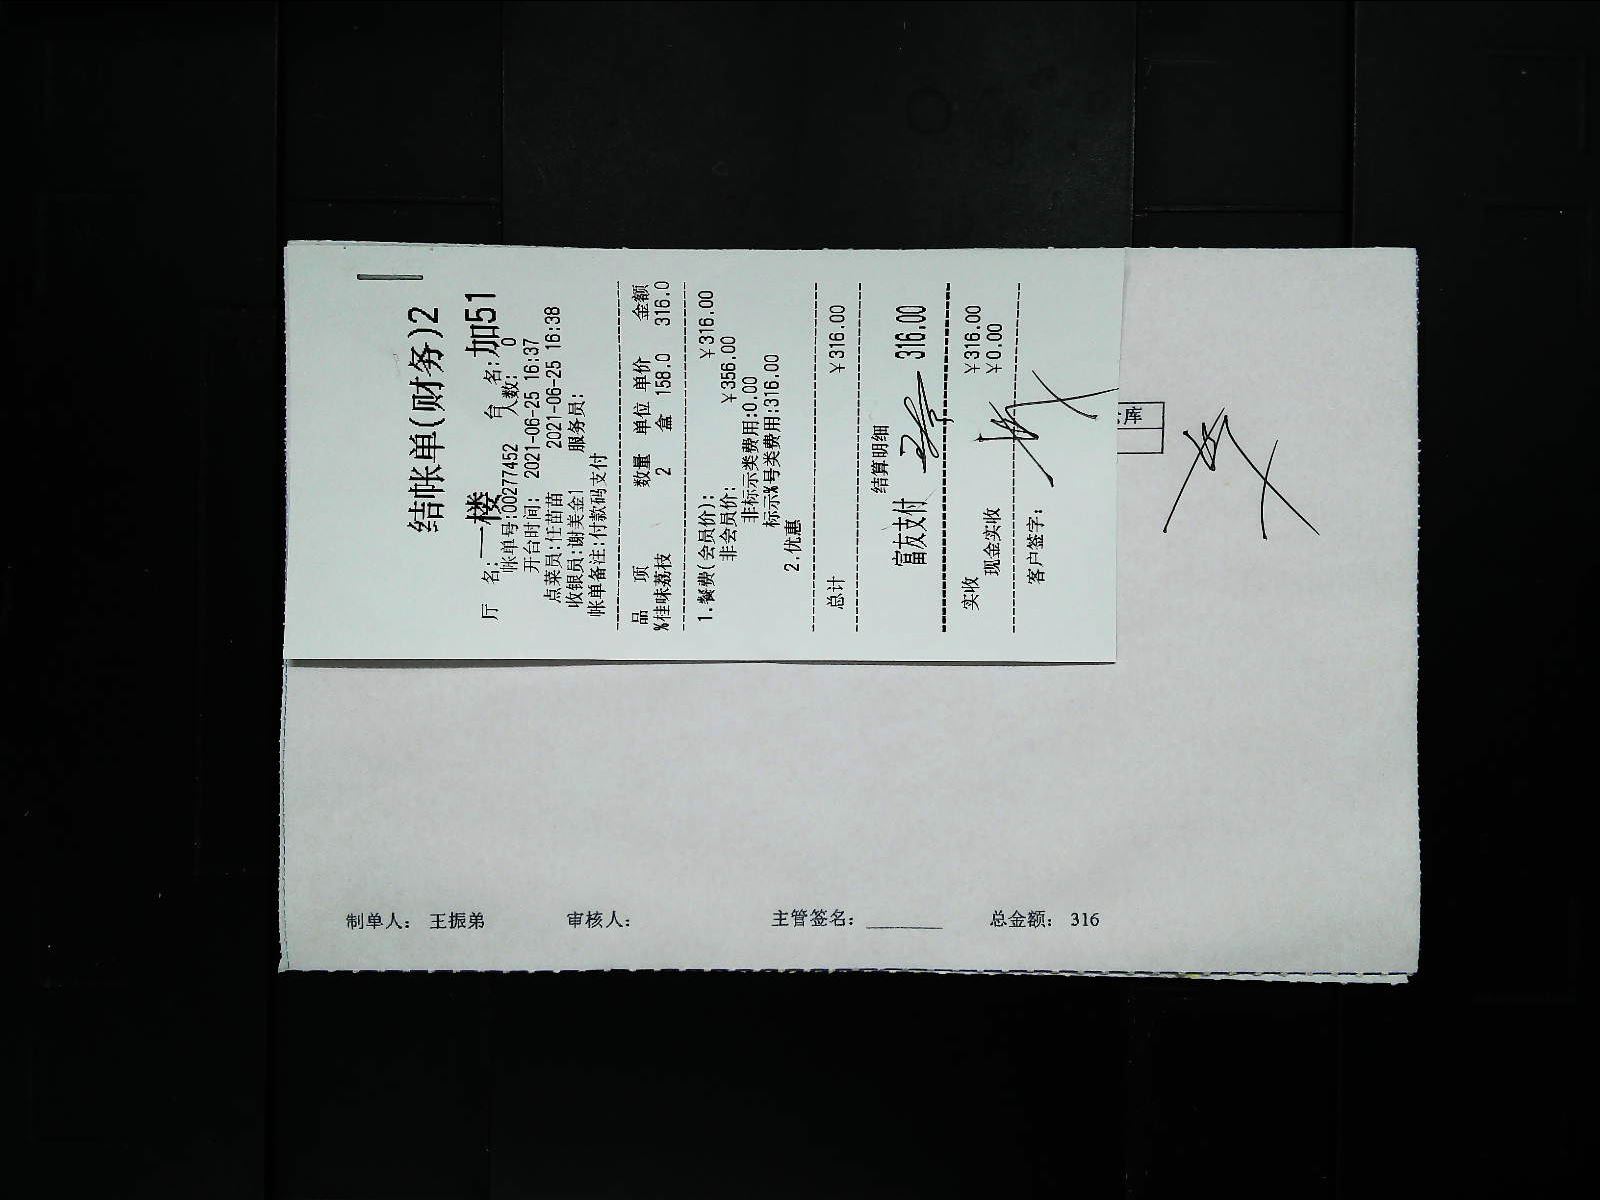 结帐单(财务)2
厅 名:一楼 台 名:加51
帐单号:00277452 人数: 0
开台时间: 2021-06-25 16:37
点菜员:任苗苗 2021-06-25 16:38
收银员:谢美金1 服务员:
帐单备注:付款码支付
品 项 数量 单位 单价 金额
%桂味荔枝 2 盒 158.0 316.0
1.餐费(会员价): ￥316.00
非会员价: ￥356.00
非标示类费用:0.00
标示%号类费用:316.00
2.优惠
总计 ￥316.00
结算明细
富友支付 316.00
实收 ￥316.00
现金实收 ￥0.00
客户签字:
库
制单人: 王振弟 审核人: 主管签名: 总金额: 316